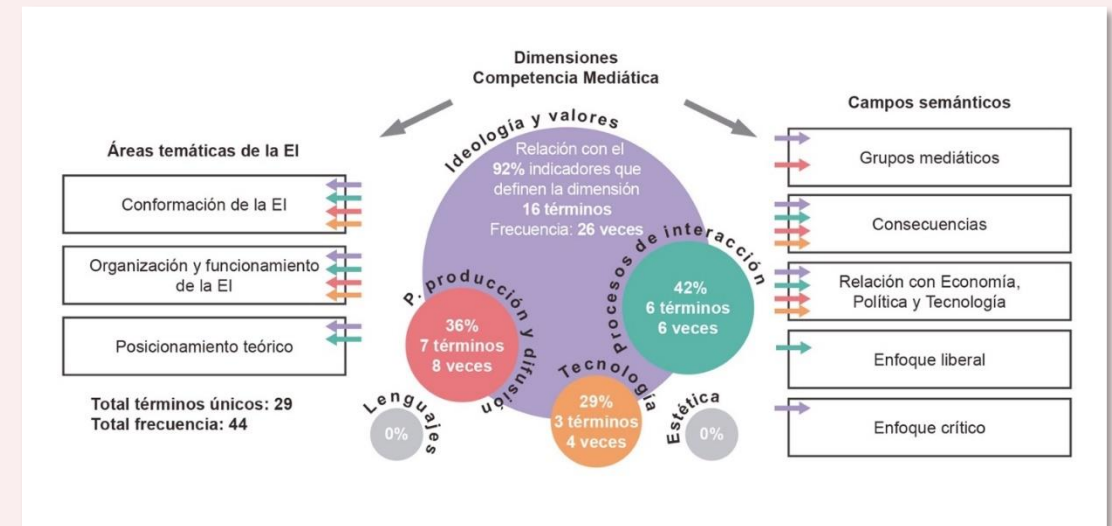 Dimensiones
Competencia Mediática
Áreas temáticas de la EI
Conformación de la EI
Organización y funcionamiento
de la EI
Posicionamiento teórico
Total términos únicos: 29
Total frecuencia: 44
Ideología y valores
Relación con el
92% indicadores que
definen la dimensión
16 términos
Frecuencia: 26 veces
P. producción y difusión
36%
7 términos
8 veces
Procesos de interacción
42%
6 términos
6 veces
Lenguajes
0%
Tecnología
29%
3 términos
4 veces
Estética
0%
Campos semánticos
Grupos mediáticos
Consecuencias
Relación con Economía,
Política y Tecnología
Enfoque liberal
Enfoque crítico